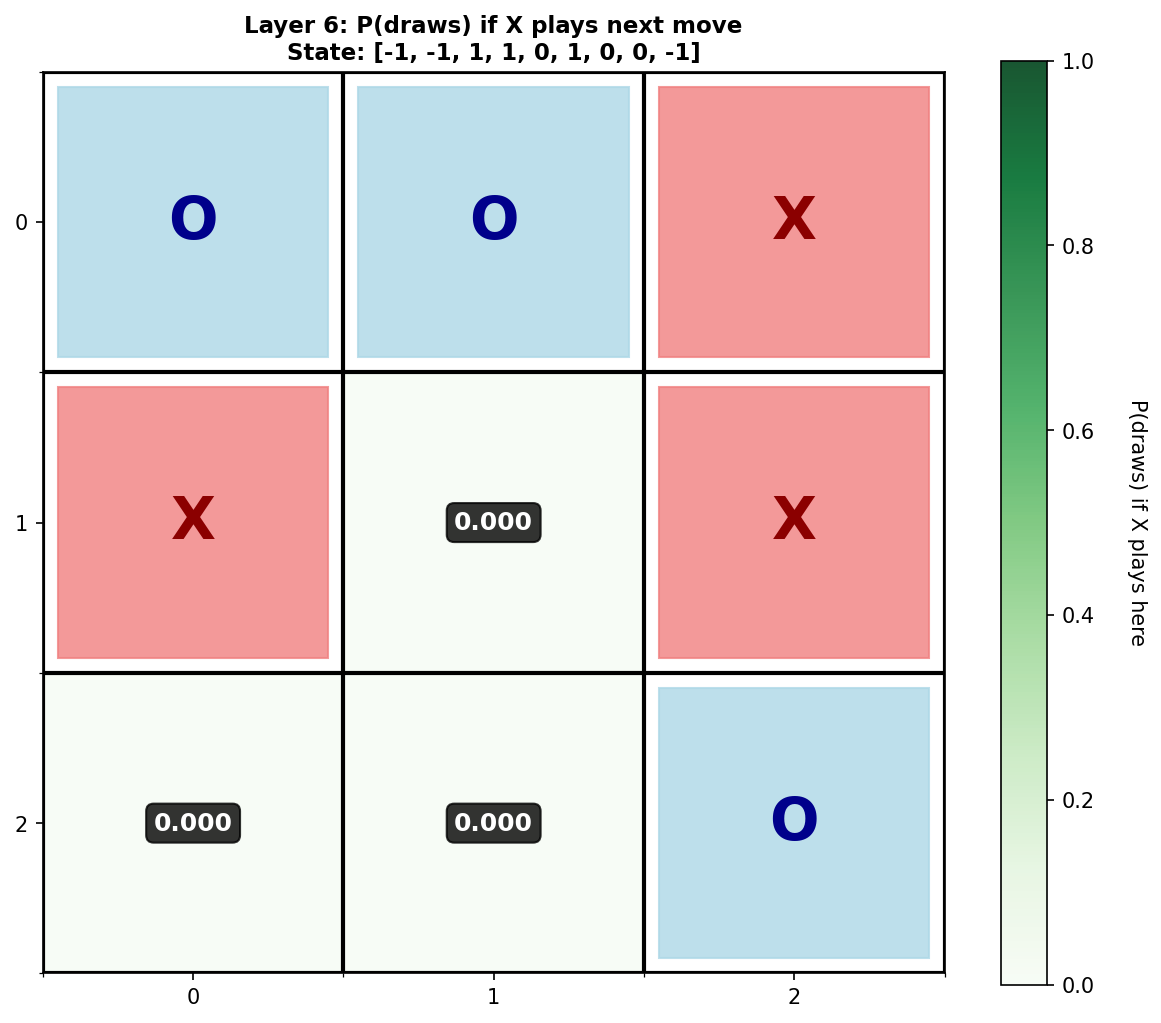 Layer 6: P(draws) if X plays next move
State: [-1, -1, 1, 1, 0, 1, 0, 0, -1]
O O X
X 0.000 X
0.000 0.000 O
0
1
2
0 1 2
1.0
0.8
0.6
0.4
0.2
0.0
P(draws) if X plays here